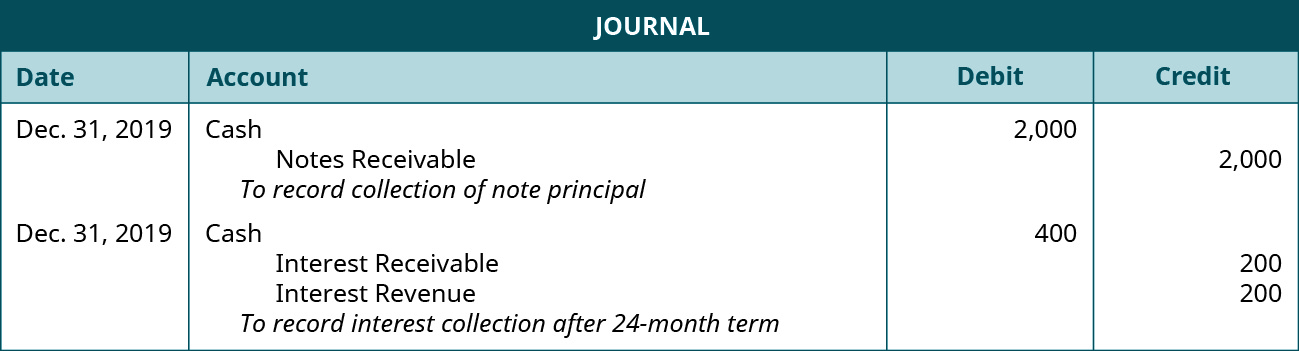 JOURNAL
Date Account Debit Credit
Dec. 31, 2019 Cash 2,000
Notes Receivable 2,000
To record collection of note principal
Dec. 31, 2019 Cash 400
Interest Receivable 200
Interest Revenue 200
To record interest collection after 24-month term